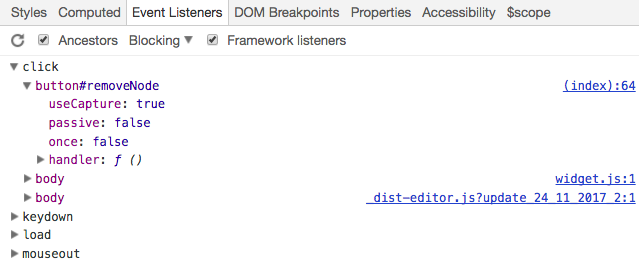 Styles Computed Event Listeners DOM Breakpoints Properties Accessibility $scope
Ancestors Blocking Framework listeners
click
button#removeNode (index):64
useCapture: true
passive: false
once: false
handler: ƒ ()
body widget.js:1
body _dist-editor.js?update_24_11_2017_2:1
keydown
load
mouseout